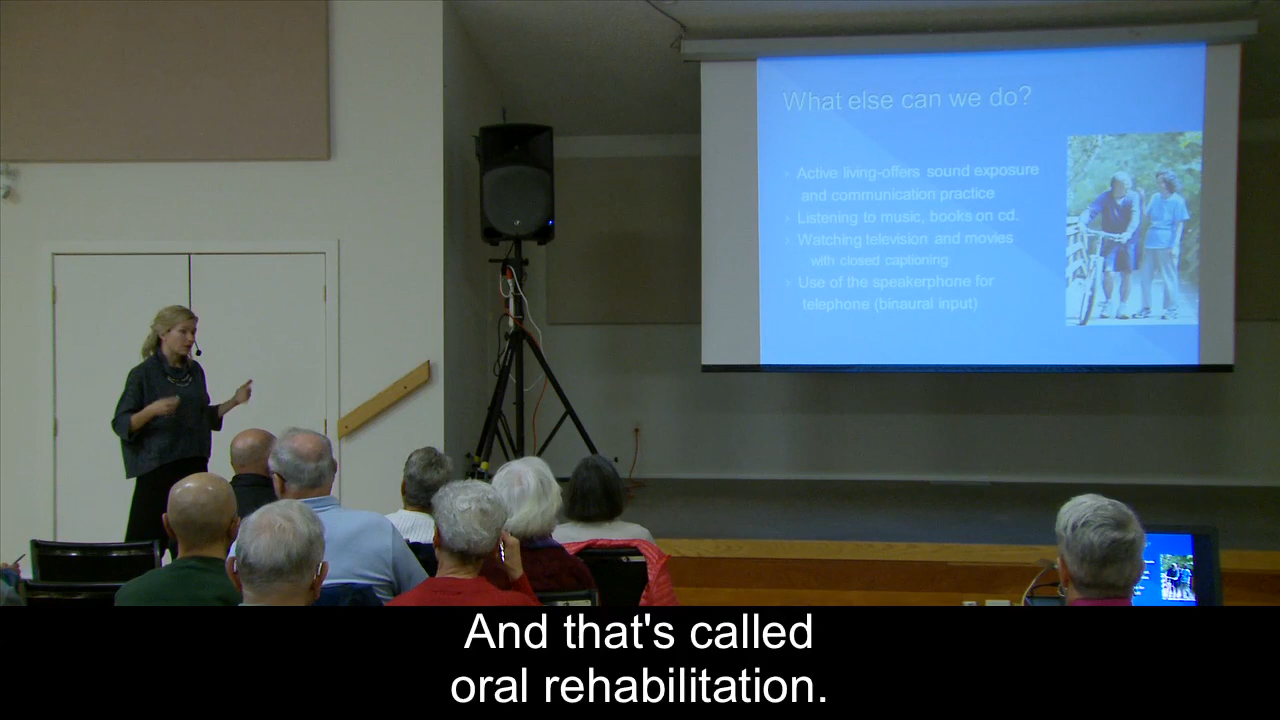 What else can we do?
Active living-offers sound exposure
and communication practice
Listening to music, books on cd.
Watching television and movies
with closed captioning
Use of the speakerphone for
telephone (binaural input)
And that's called
oral rehabilitation.